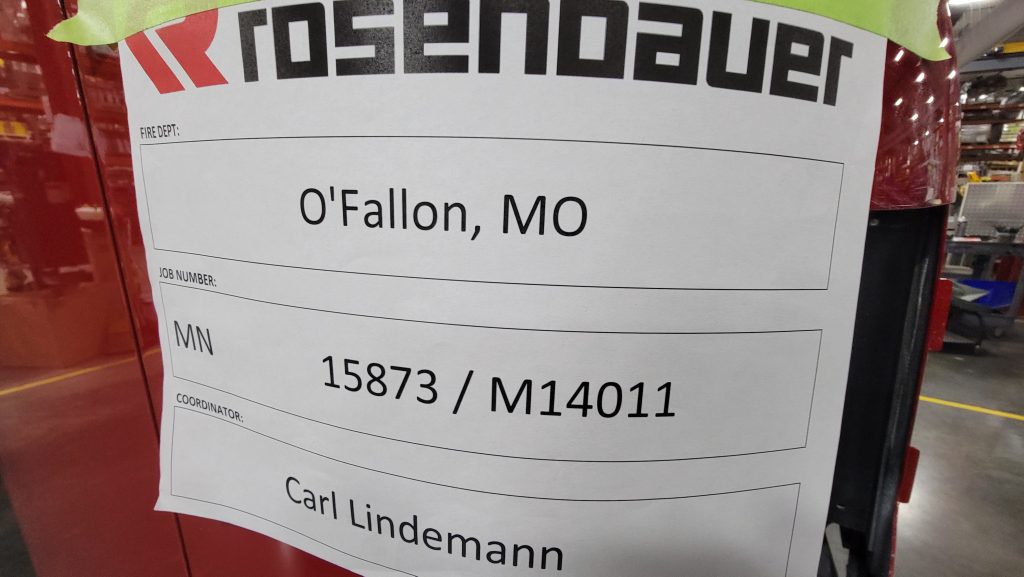 rosenbauer
FIRE DEPT:
O'Fallon, MO
JOB NUMBER:
MN
15873 / M14011
COORDINATOR:
Carl Lindemann